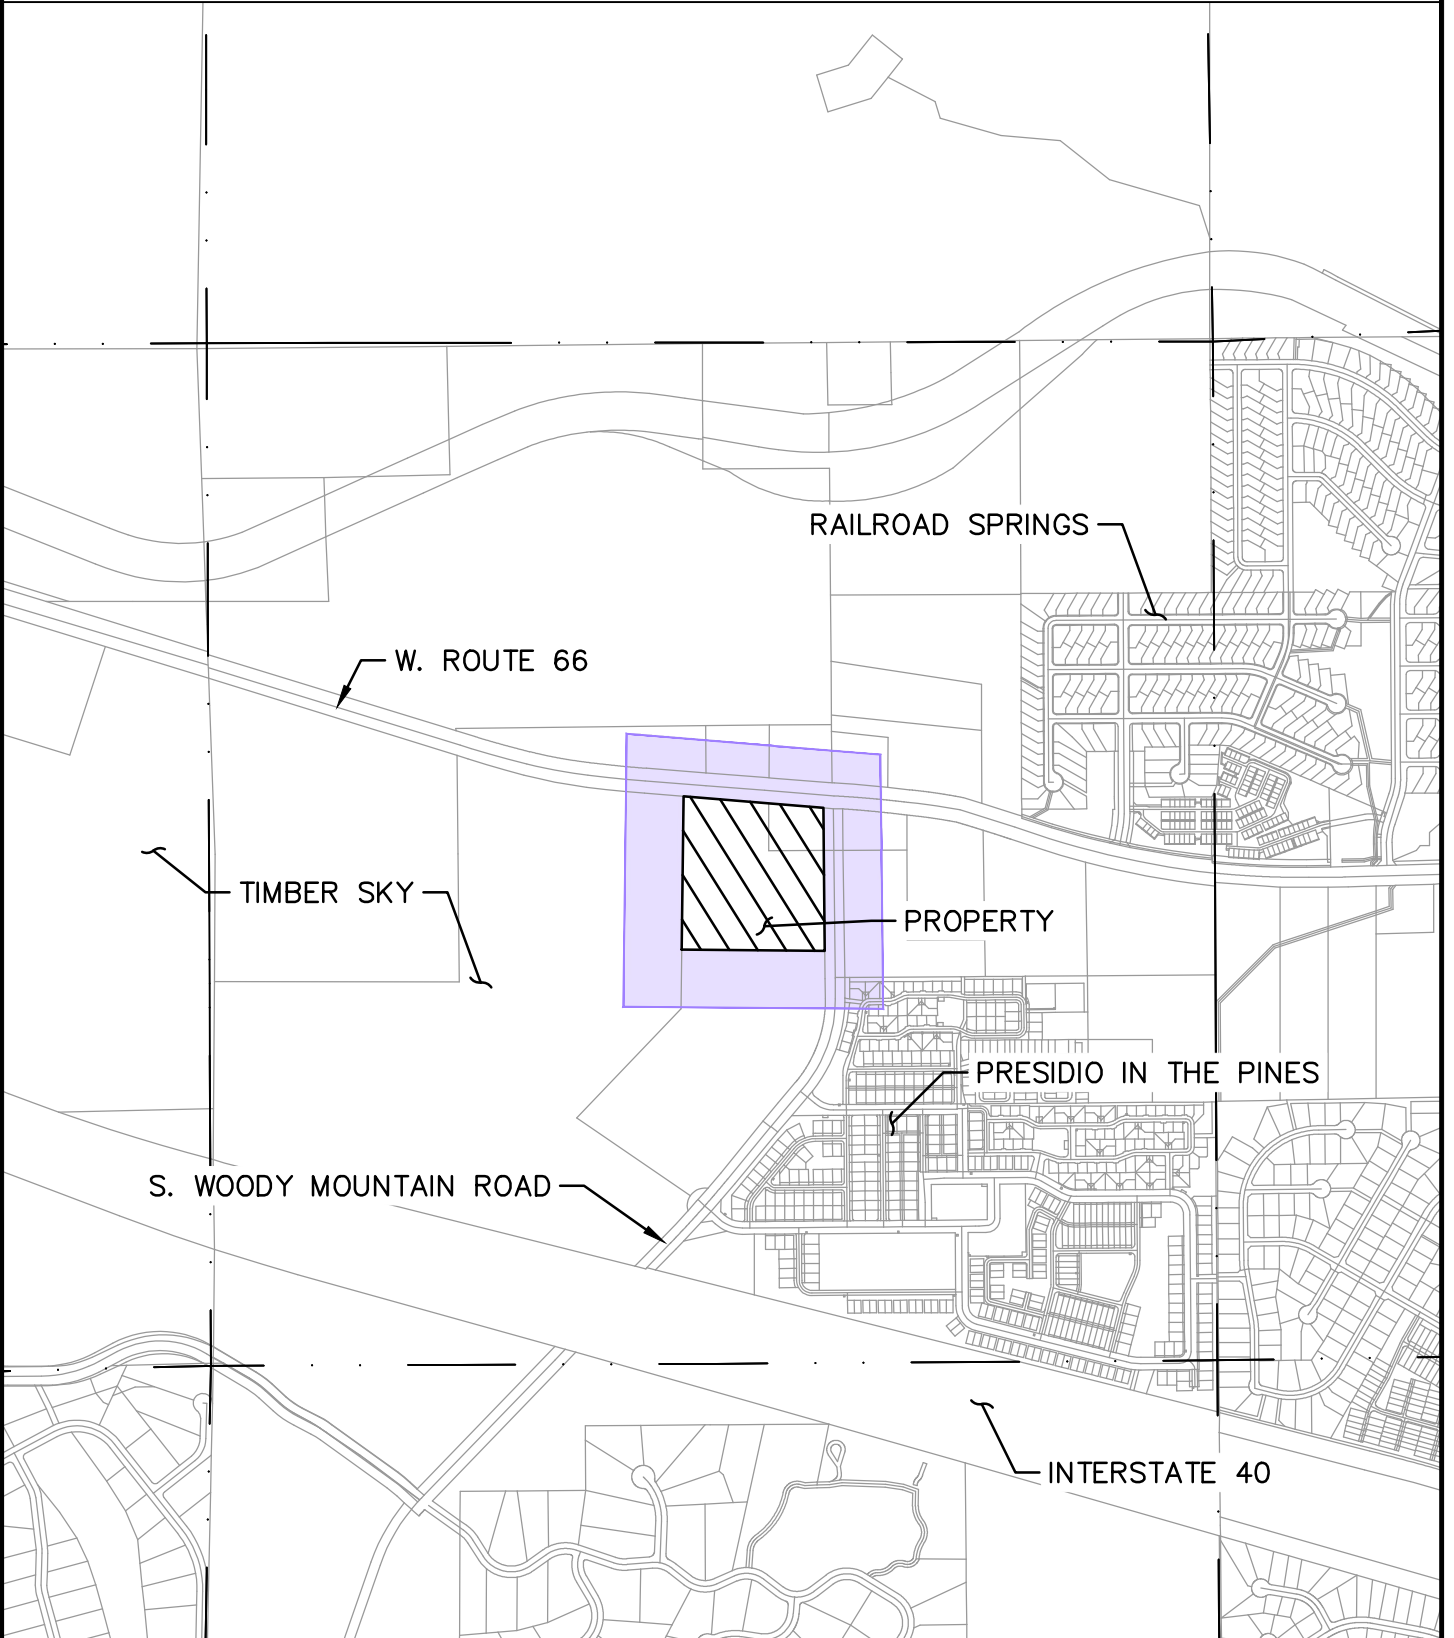 RAILROAD SPRINGS
W. ROUTE 66
TIMBER SKY
PROPERTY
PRESIDIO IN THE PINES
S. WOODY MOUNTAIN ROAD
INTERSTATE 40